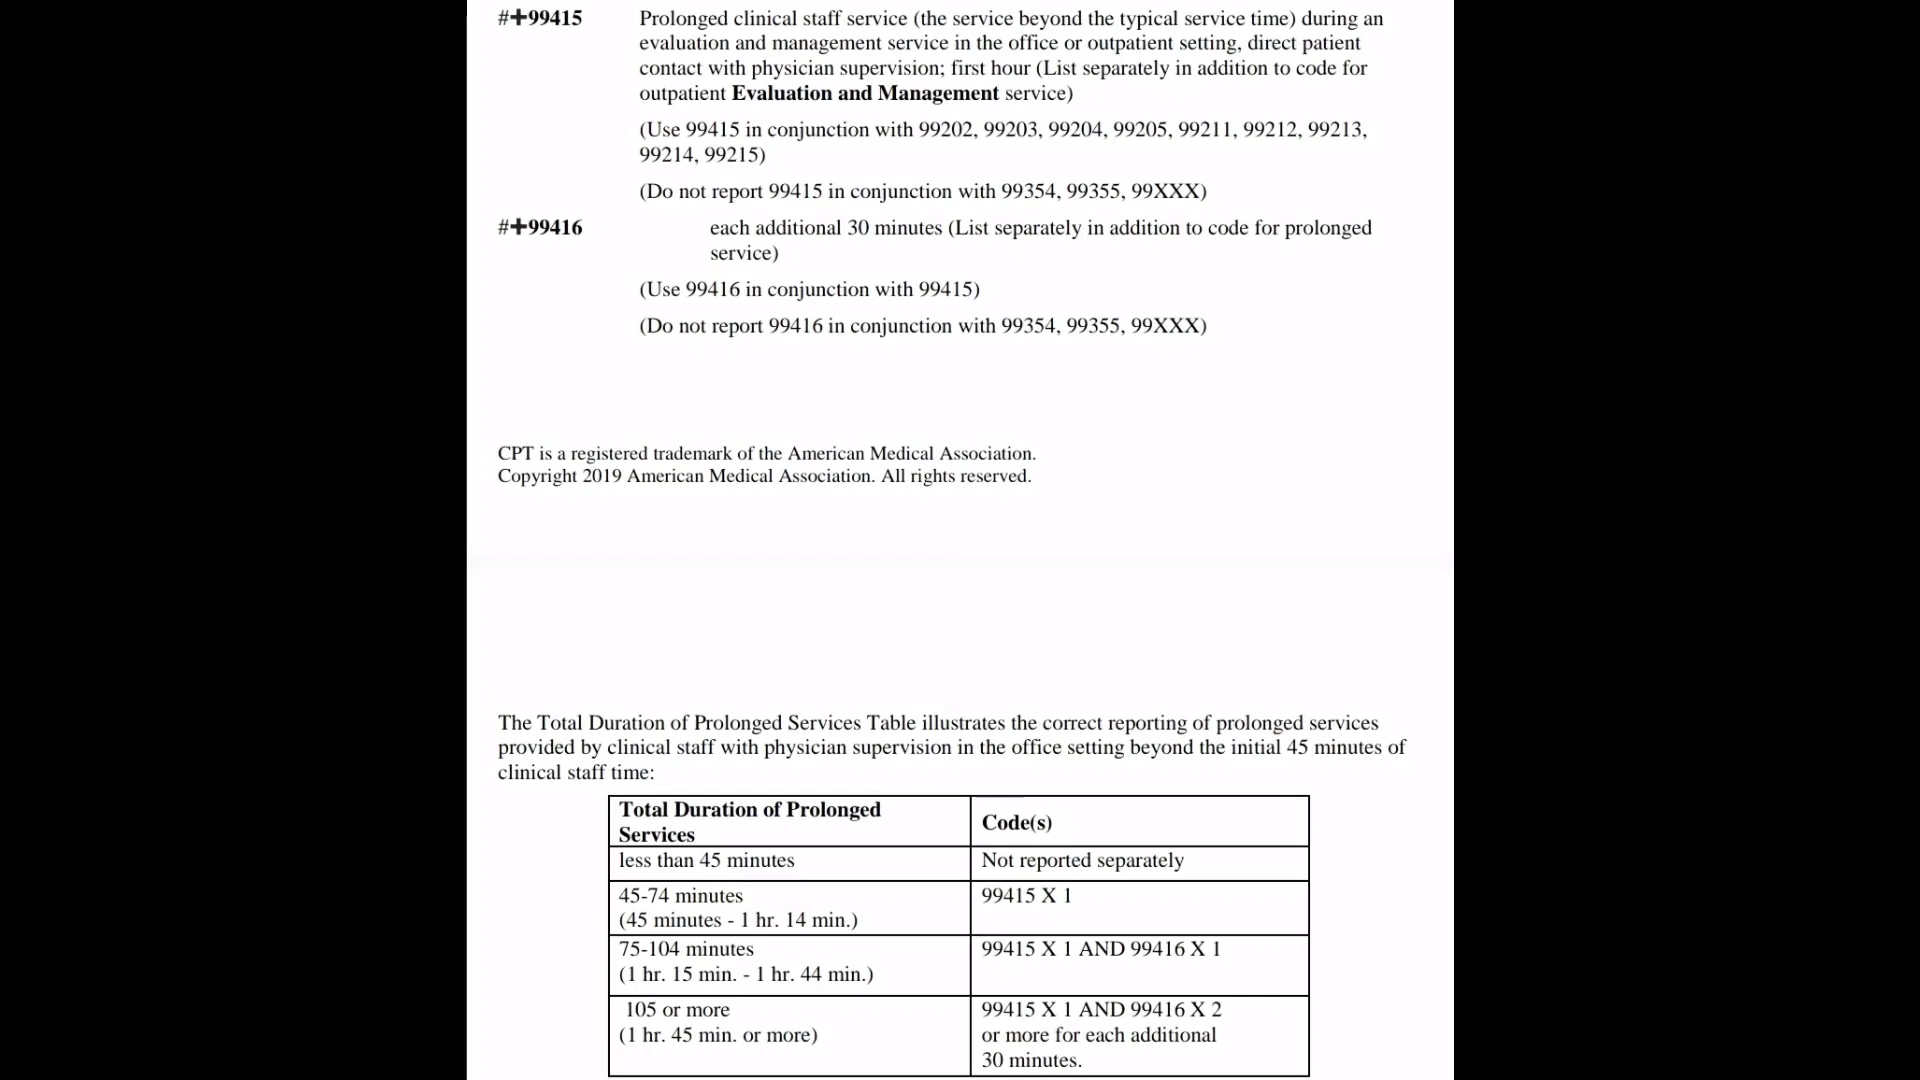 #✚99415 Prolonged clinical staff service (the service beyond the typical service time) during an
evaluation and management service in the office or outpatient setting, direct patient
contact with physician supervision; first hour (List separately in addition to code for
outpatient Evaluation and Management service)
(Use 99415 in conjunction with 99202, 99203, 99204, 99205, 99211, 99212, 99213,
99214, 99215)
(Do not report 99415 in conjunction with 99354, 99355, 99XXX)
#✚99416 each additional 30 minutes (List separately in addition to code for prolonged
service)
(Use 99416 in conjunction with 99415)
(Do not report 99416 in conjunction with 99354, 99355, 99XXX)
CPT is a registered trademark of the American Medical Association.
Copyright 2019 American Medical Association. All rights reserved.
The Total Duration of Prolonged Services Table illustrates the correct reporting of prolonged services
provided by clinical staff with physician supervision in the office setting beyond the initial 45 minutes of
clinical staff time:
Total Duration of Prolonged
Services
Code(s)
less than 45 minutes
Not reported separately
45-74 minutes
(45 minutes - 1 hr. 14 min.)
99415 X 1
75-104 minutes
(1 hr. 15 min. - 1 hr. 44 min.)
99415 X 1 AND 99416 X 1
105 or more
(1 hr. 45 min. or more)
99415 X 1 AND 99416 X 2
or more for each additional
30 minutes.